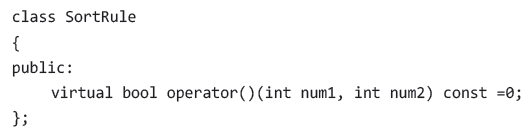 class SortRule
{
public:
    virtual bool operator()(int num1, int num2) const =0;
};